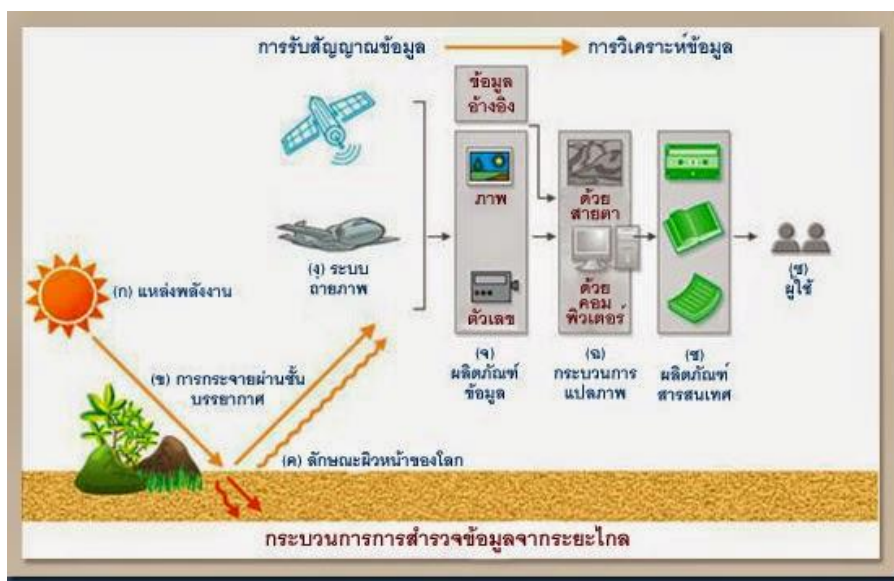 การรับสัญญาณข้อมูล
การวิเคราะห์ข้อมูล
ข้อมูล
อ้างอิง
ภาพ
ตัวเลข
ด้วย
สายตา
ด้วย
คอม
พิวเตอร์
(ก) แหล่งพลังงาน
(ง) ระบบ
ถ่ายภาพ
(ข) การกระจายผ่านชั้น
บรรยากาศ
(ค) ลักษณะผิวหน้าของโลก
(จ)
ผลิตภัณฑ์
ข้อมูล
(ฉ)
กระบวนการ
แปลภาพ
(ช)
ผลิตภัณฑ์
สารสนเทศ
(ซ)
ผู้ใช้
กระบวนการการสำรวจข้อมูลจากระยะไกล